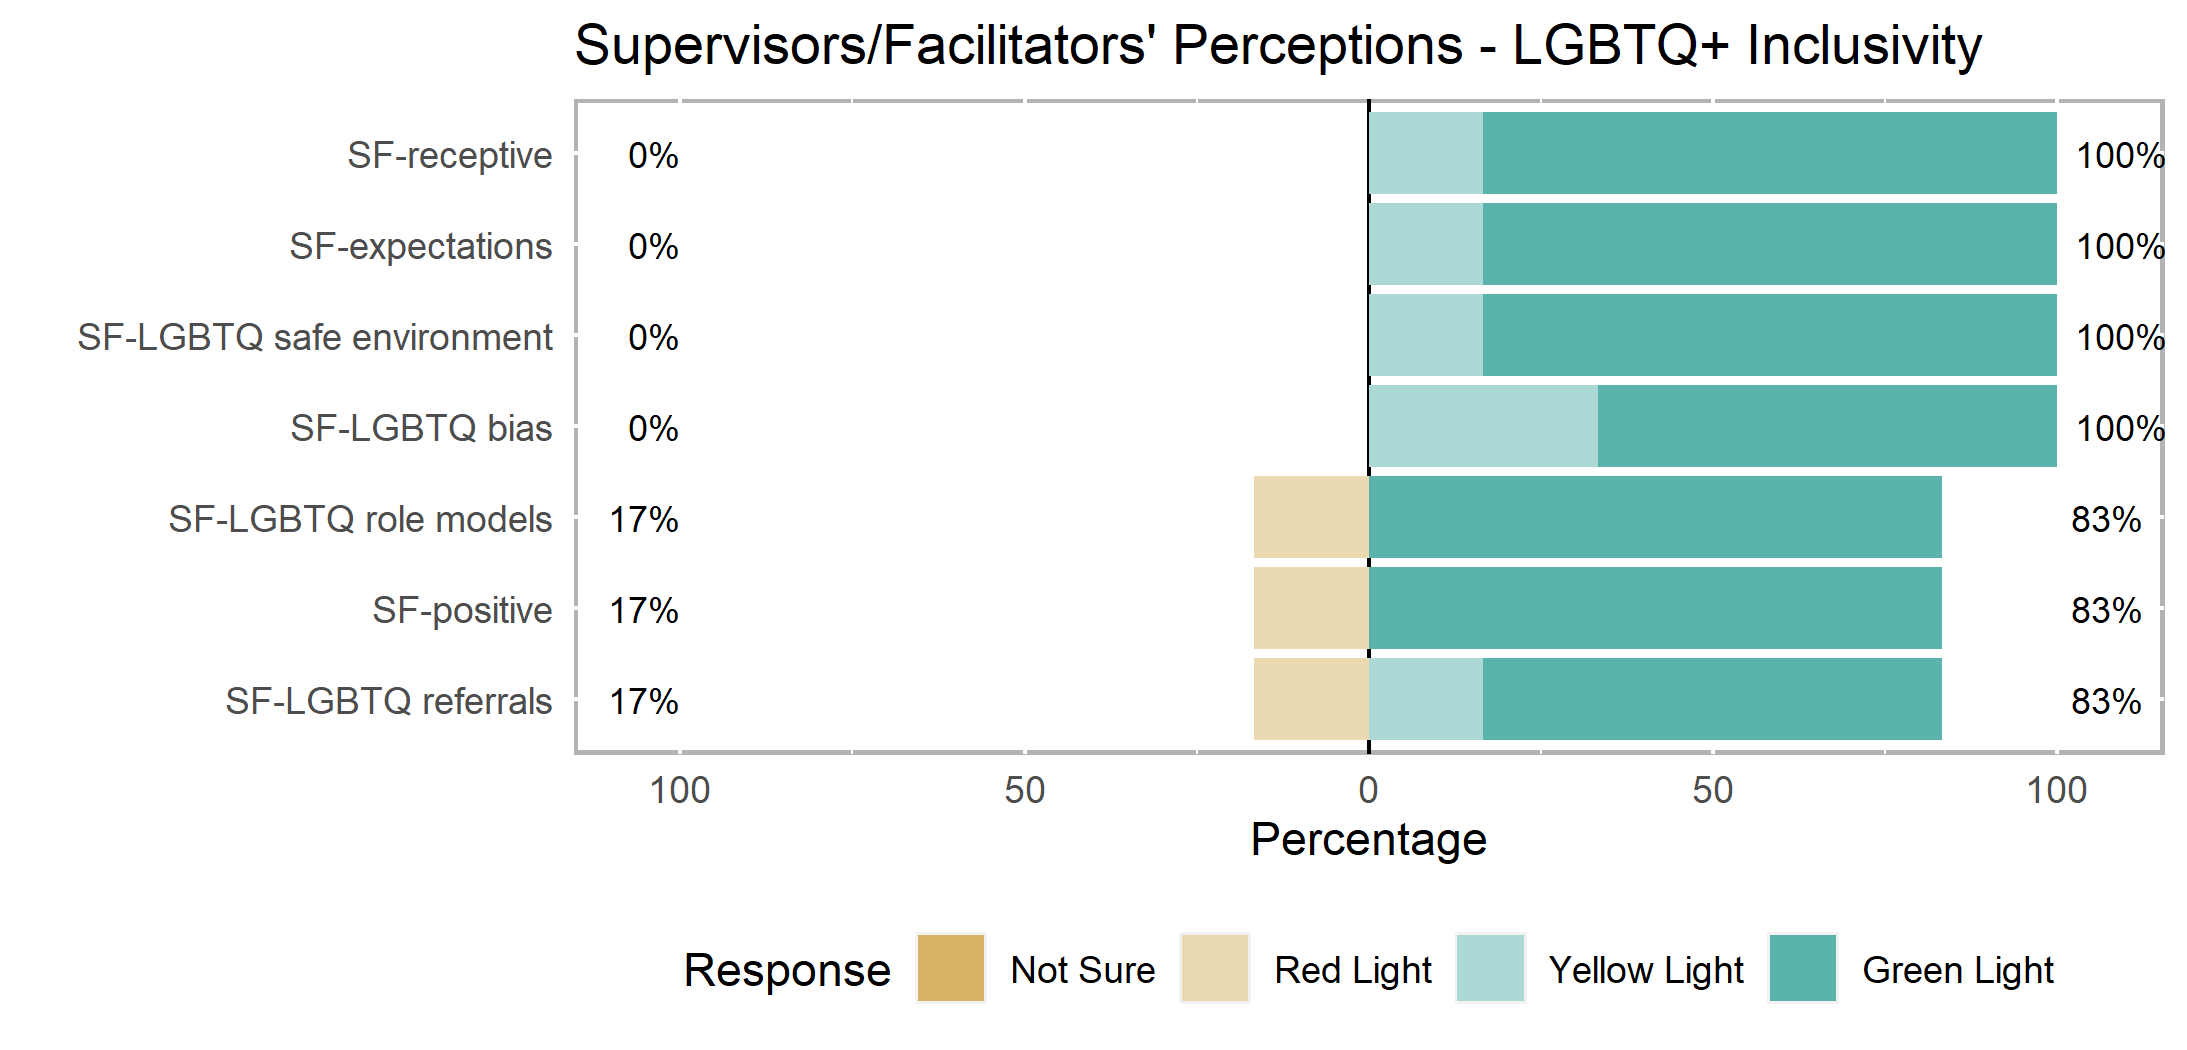 Supervisors/Facilitators' Perceptions - LGBTQ+ Inclusivity
SF-receptive 0% 100%
SF-expectations 0% 100%
SF-LGBTQ safe environment 0% 100%
SF-LGBTQ bias 0% 100%
SF-LGBTQ role models 17% 83%
SF-positive 17% 83%
SF-LGBTQ referrals 17% 83%
100 50 0 50 100
Percentage
Response Not Sure Red Light Yellow Light Green Light